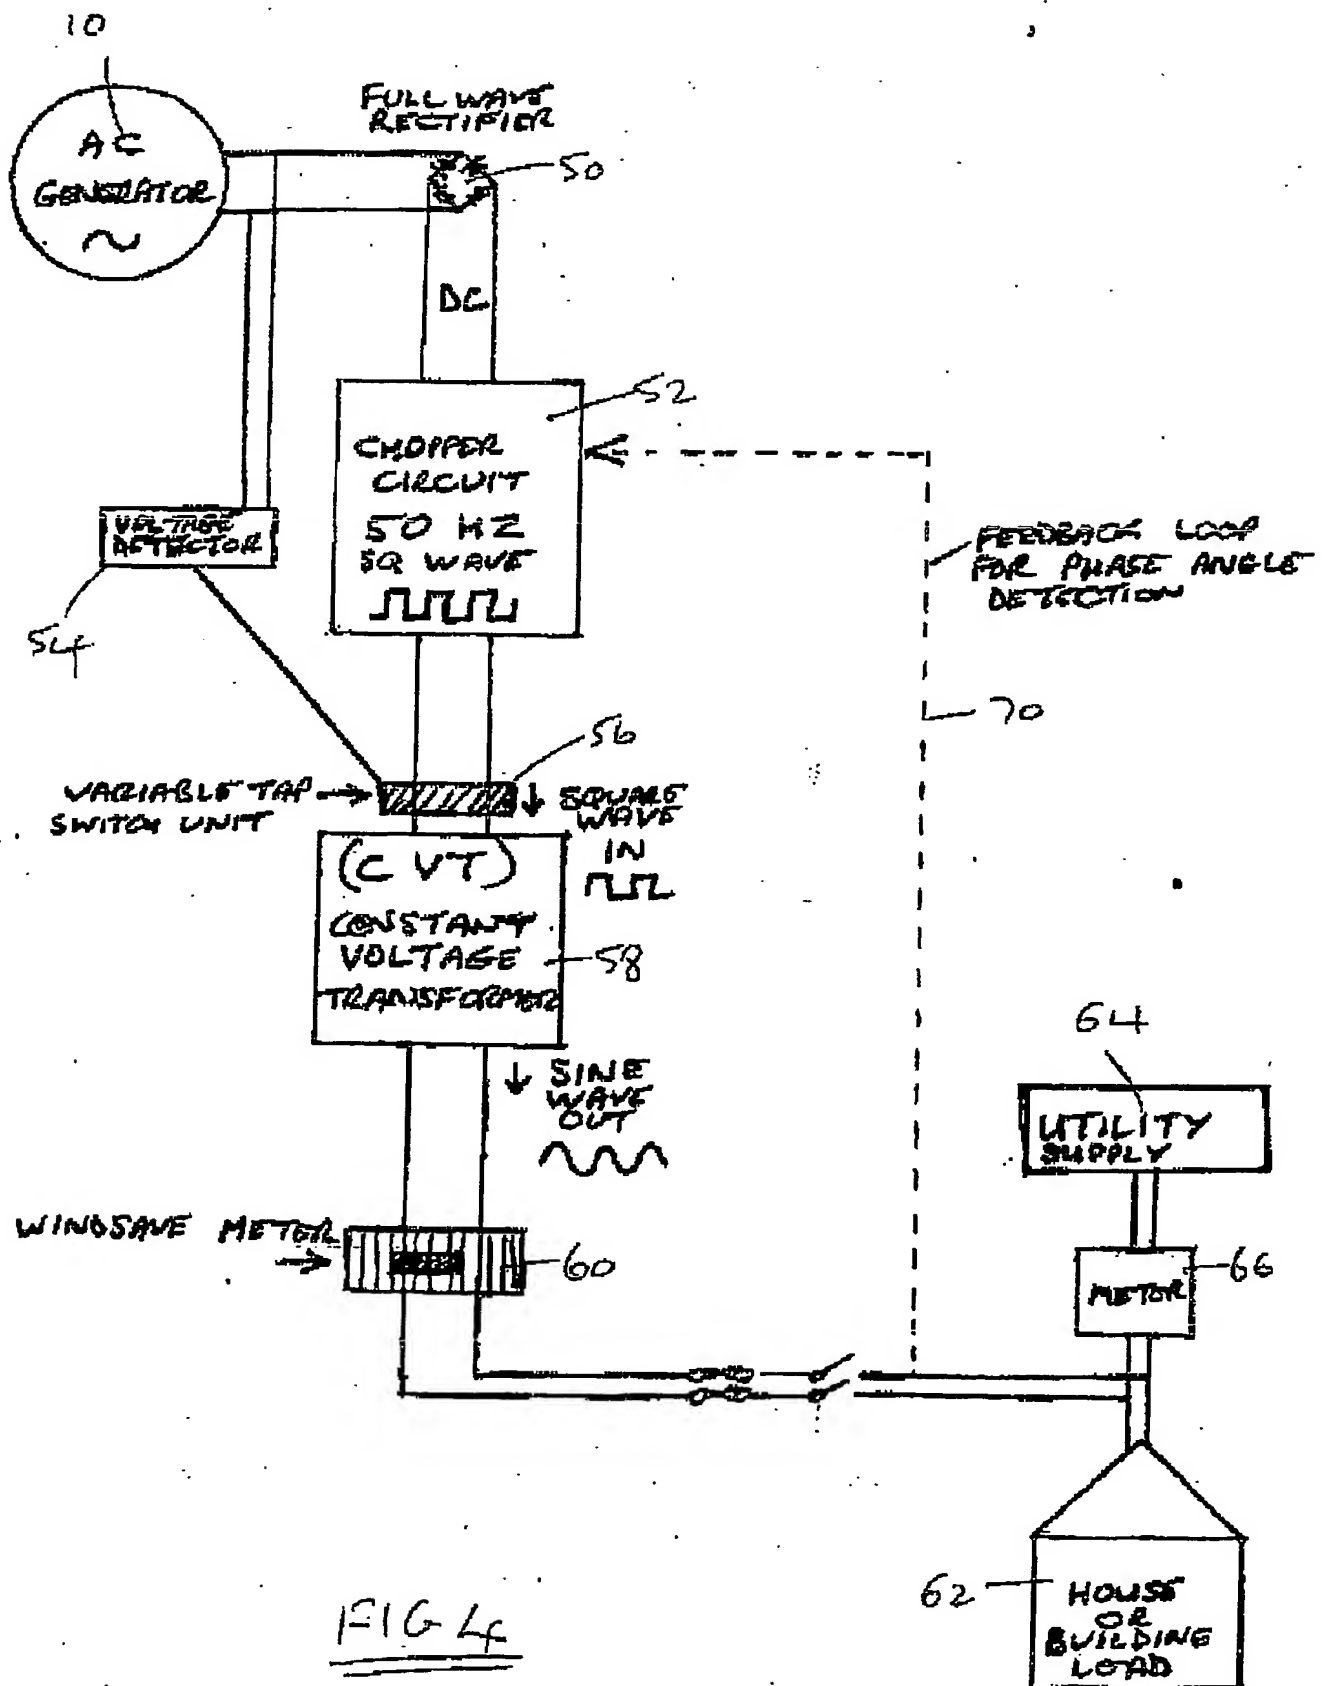 10
AC
GENERATOR
FULL WAVE
RECTIFIER
50
DC
52
CHOPPER
CIRCUIT
50 HZ
SQ WAVE
VOLTAGE
DETECTOR
54
FEEDBACK LOOP
FOR PHASE ANGLE
DETECTION
70
56
VARIABLE TAP
SWITCH UNIT
SQUARE
WAVE
IN
(C VT)
CONSTANT
VOLTAGE
TRANSFORMER
58
SINE
WAVE
OUT
64
UTILITY
SUPPLY
WINDSAVE METER
60
66
METOR
62
HOUSE
OR
BUILDING
LOAD
FIG 4